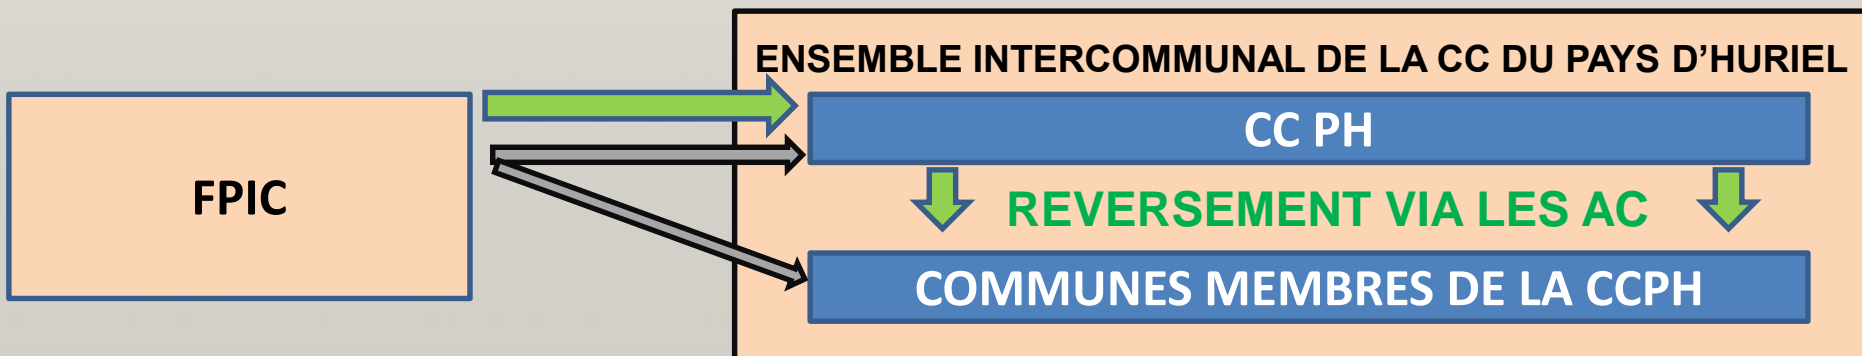 ENSEMBLE INTERCOMMUNAL DE LA CC DU PAYS D'HURIEL
FPIC
CC PH
REVERSEMENT VIA LES AC
COMMUNES MEMBRES DE LA CCPH